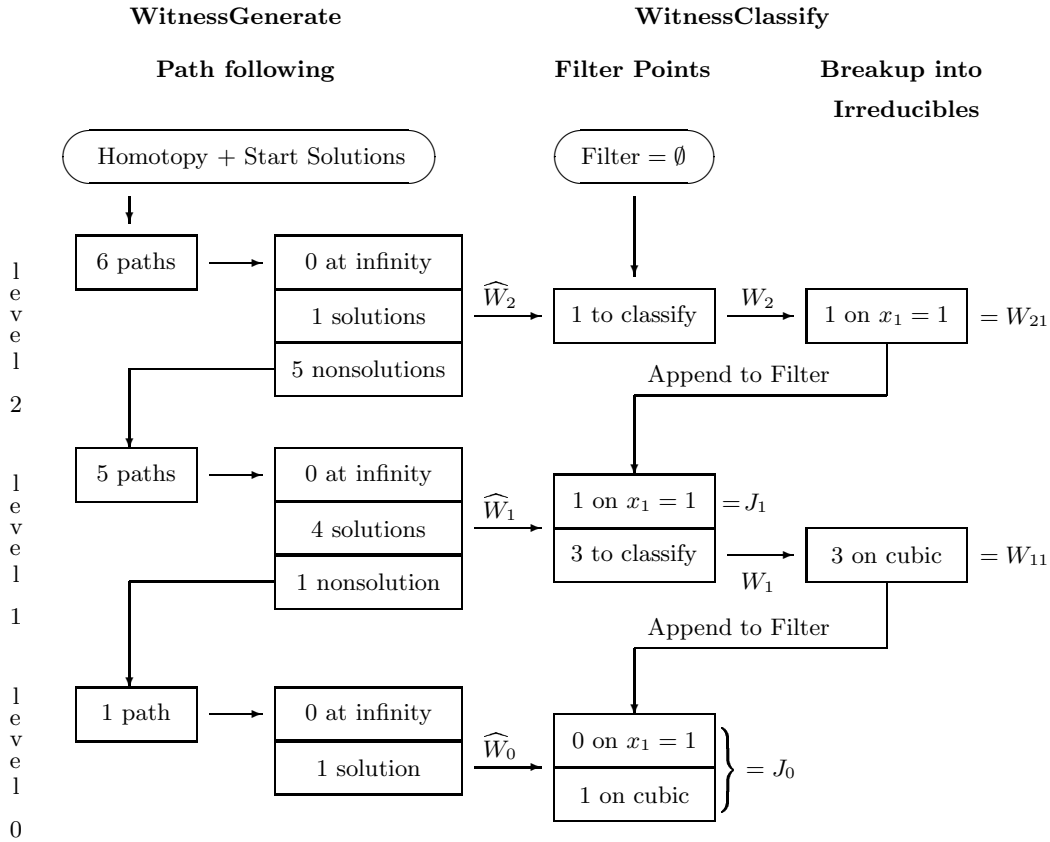 WitnessGenerate WitnessClassify
Path following Filter Points Breakup into
Irreducibles
Homotopy + Start Solutions Filter = ∅
level 2
6 paths 0 at infinity
1 solutions
5 nonsolutions
Ŵ₂
1 to classify
W₂
1 on x₁ = 1 = W₂₁
Append to Filter
level 1
5 paths 0 at infinity
4 solutions
1 nonsolution
Ŵ₁
1 on x₁ = 1 = J₁
3 to classify
W₁
3 on cubic = W₁₁
Append to Filter
level 0
1 path 0 at infinity
1 solution
Ŵ₀
0 on x₁ = 1
1 on cubic
= J₀